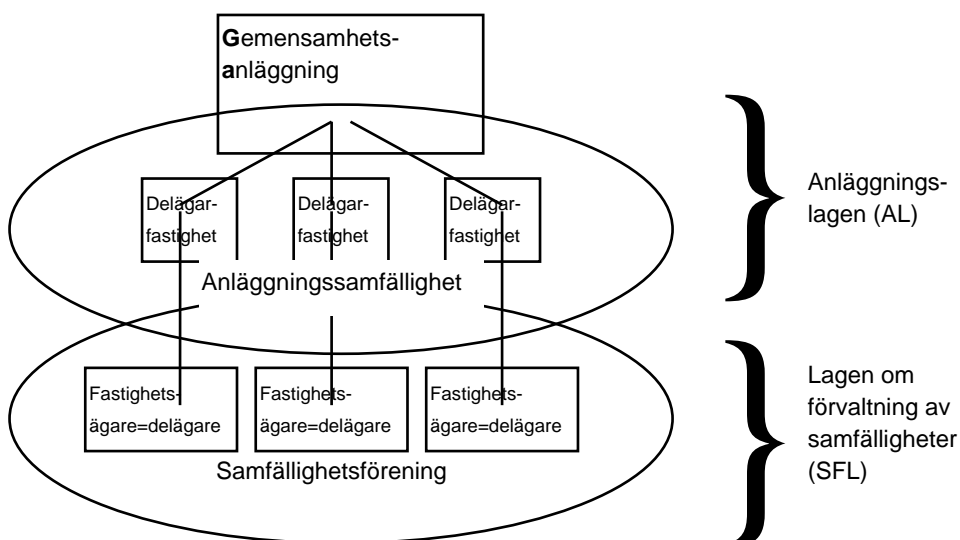 Gemensamhets-
anläggning
Delägar-
fastighet
Delägar-
fastighet
Delägar-
fastighet
Anläggningssamfällighet
Anläggnings-
lagen (AL)
Fastighets-
ägare=delägare
Fastighets-
ägare=delägare
Fastighets-
ägare=delägare
Samfällighetsförening
Lagen om
förvaltning av
samfälligheter
(SFL)